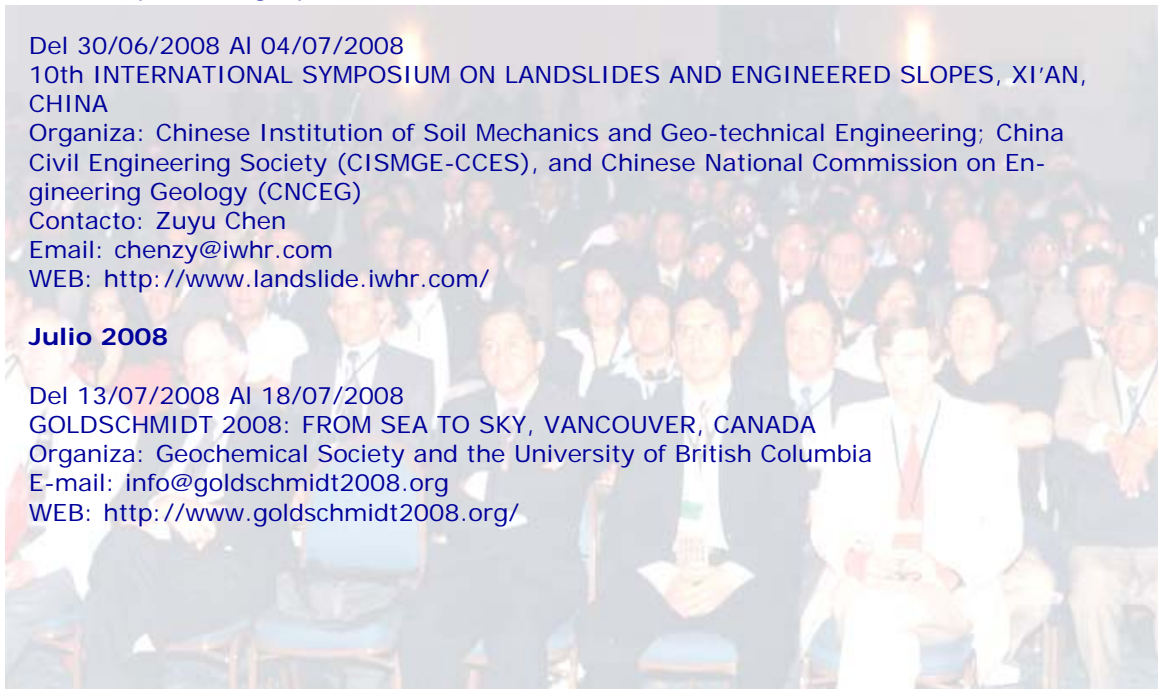 Del 30/06/2008 Al 04/07/2008
10th INTERNATIONAL SYMPOSIUM ON LANDSLIDES AND ENGINEERED SLOPES, XI'AN,
CHINA
Organiza: Chinese Institution of Soil Mechanics and Geo-technical Engineering; China
Civil Engineering Society (CISMGE-CCES), and Chinese National Commission on En-
gineering Geology (CNCEG)
Contacto: Zuyu Chen
Email: chenzy@iwhr.com
WEB: http://www.landslide.iwhr.com/
Julio 2008
Del 13/07/2008 Al 18/07/2008
GOLDSCHMIDT 2008: FROM SEA TO SKY, VANCOUVER, CANADA
Organiza: Geochemical Society and the University of British Columbia
E-mail: info@goldschmidt2008.org
WEB: http://www.goldschmidt2008.org/